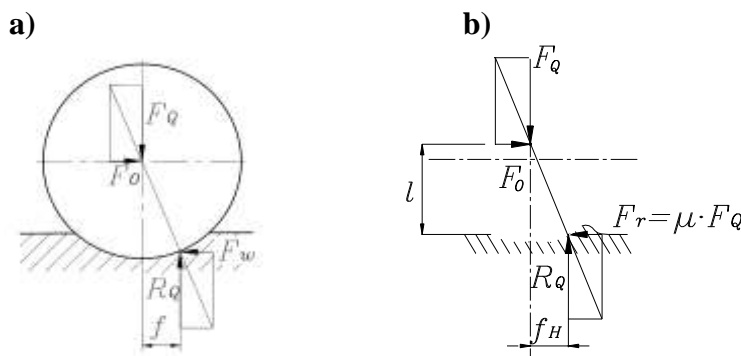 a)
F_Q
F_O
F_w
R_Q
f
b)
F_Q
F_O
l
F_r=μ·F_Q
R_Q
f_H